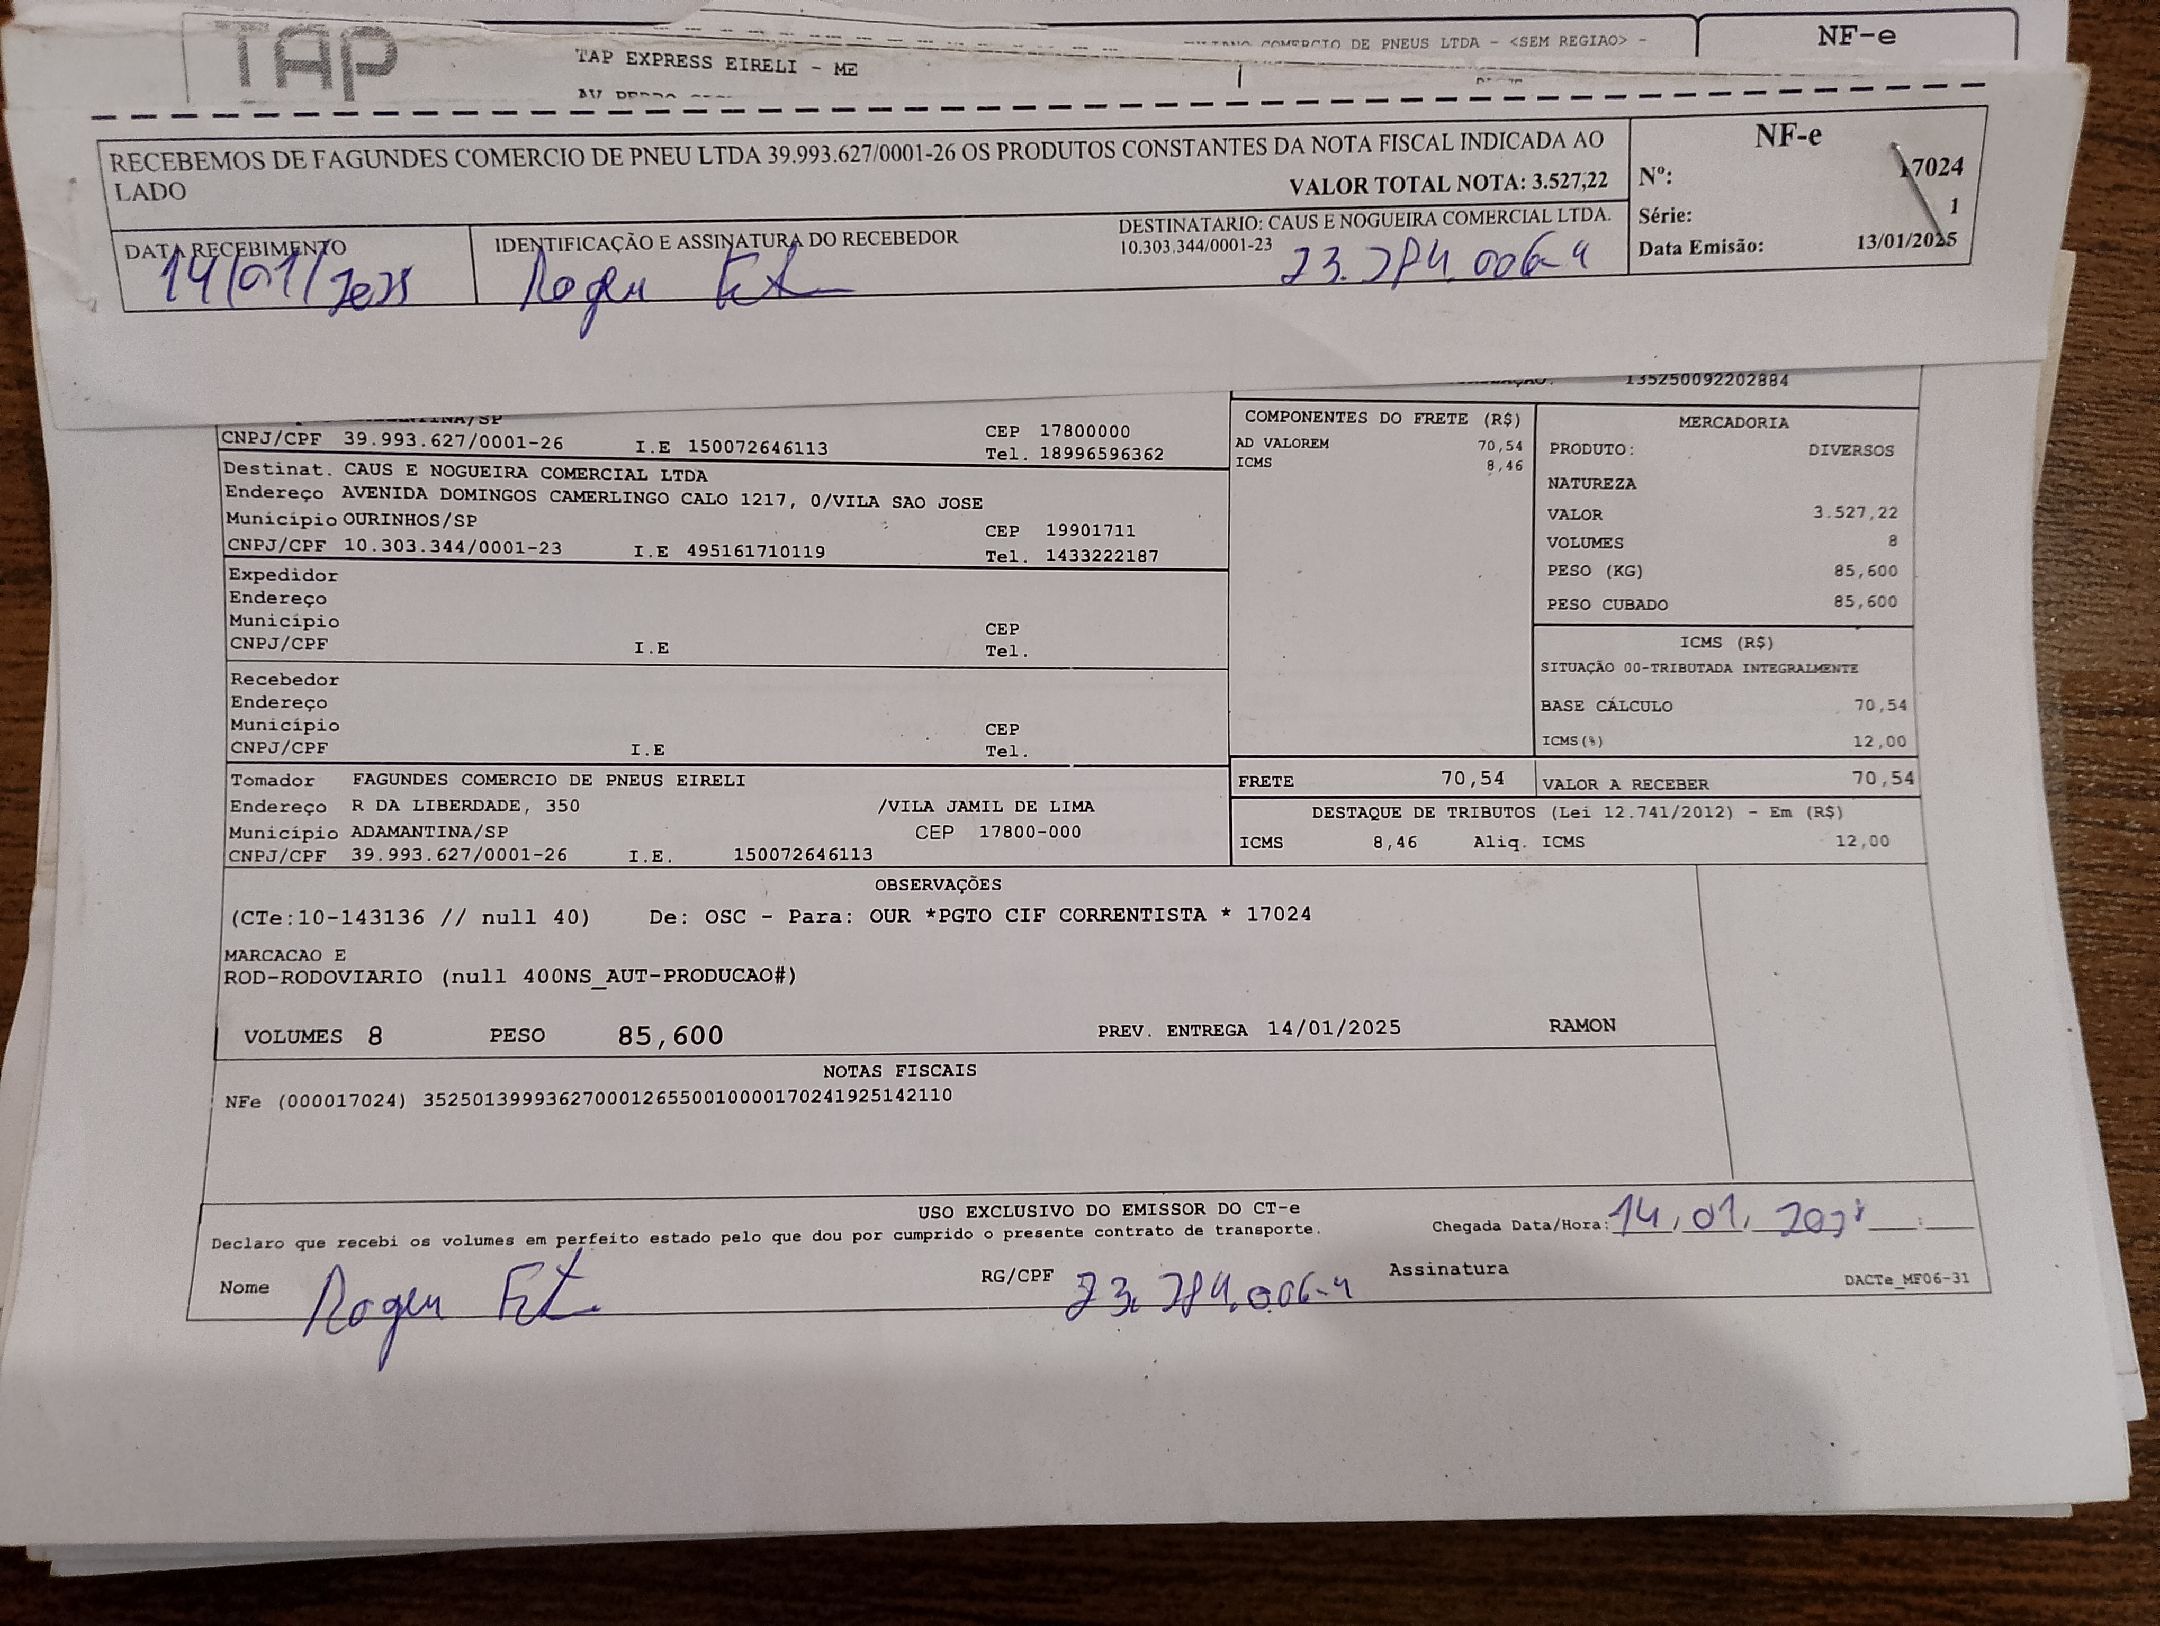 TAP
TAP EXPRESS EIRELI - ME
COMERCIO DE PNEUS LTDA - <SEM REGIAO> -
NF-e
RECEBEMOS DE FAGUNDES COMERCIO DE PNEU LTDA 39.993.627/0001-26 OS PRODUTOS CONSTANTES DA NOTA FISCAL INDICADA AO
LADO
VALOR TOTAL NOTA: 3.527,22
NF-e
Nº: 17024
Série: 1
Data Emissão: 13/01/2025
DATA RECEBIMENTO
14/01/2025
IDENTIFICAÇÃO E ASSINATURA DO RECEBEDOR
DESTINATARIO: CAUS E NOGUEIRA COMERCIAL LTDA.
10.303.344/0001-23
135250092202884
CNPJ/CPF 39.993.627/0001-26 I.E 150072646113
CEP 17800000
Tel. 18996596362
Destinat. CAUS E NOGUEIRA COMERCIAL LTDA
Endereço AVENIDA DOMINGOS CAMERLINGO CALO 1217, 0/VILA SAO JOSE
Município OURINHOS/SP CEP 19901711
CNPJ/CPF 10.303.344/0001-23 I.E 495161710119 Tel. 1433222187
Expedidor
Endereço
Município CEP
CNPJ/CPF I.E Tel.
Recebedor
Endereço
Município CEP
CNPJ/CPF I.E Tel.
Tomador FAGUNDES COMERCIO DE PNEUS EIRELI
Endereço R DA LIBERDADE, 350 /VILA JAMIL DE LIMA
Município ADAMANTINA/SP CEP 17800-000
CNPJ/CPF 39.993.627/0001-26 I.E. 150072646113
COMPONENTES DO FRETE (R$)
AD VALOREM 70,54
ICMS 8,46
MERCADORIA
PRODUTO: DIVERSOS
NATUREZA
VALOR 3.527,22
VOLUMES 8
PESO (KG) 85,600
PESO CUBADO 85,600
ICMS (R$)
SITUAÇÃO 00-TRIBUTADA INTEGRALMENTE
BASE CÁLCULO 70,54
ICMS(%) 12,00
FRETE 70,54 VALOR A RECEBER 70,54
DESTAQUE DE TRIBUTOS (Lei 12.741/2012) - Em (R$)
ICMS 8,46 Aliq. ICMS 12,00
OBSERVAÇÕES
(CTe:10-143136 // null 40) De: OSC - Para: OUR *PGTO CIF CORRENTISTA * 17024
MARCACAO E
ROD-RODOVIARIO (null 400NS_AUT-PRODUCAO#)
VOLUMES 8 PESO 85,600 PREV. ENTREGA 14/01/2025 RAMON
NOTAS FISCAIS
NFe (000017024) 35250139993627000126550010000170241925142110
USO EXCLUSIVO DO EMISSOR DO CT-e
Declaro que recebi os volumes em perfeito estado pelo que dou por cumprido o presente contrato de transporte.
Chegada Data/Hora: 14, 01,
Nome
RG/CPF
Assinatura
DACTe_MF06-31